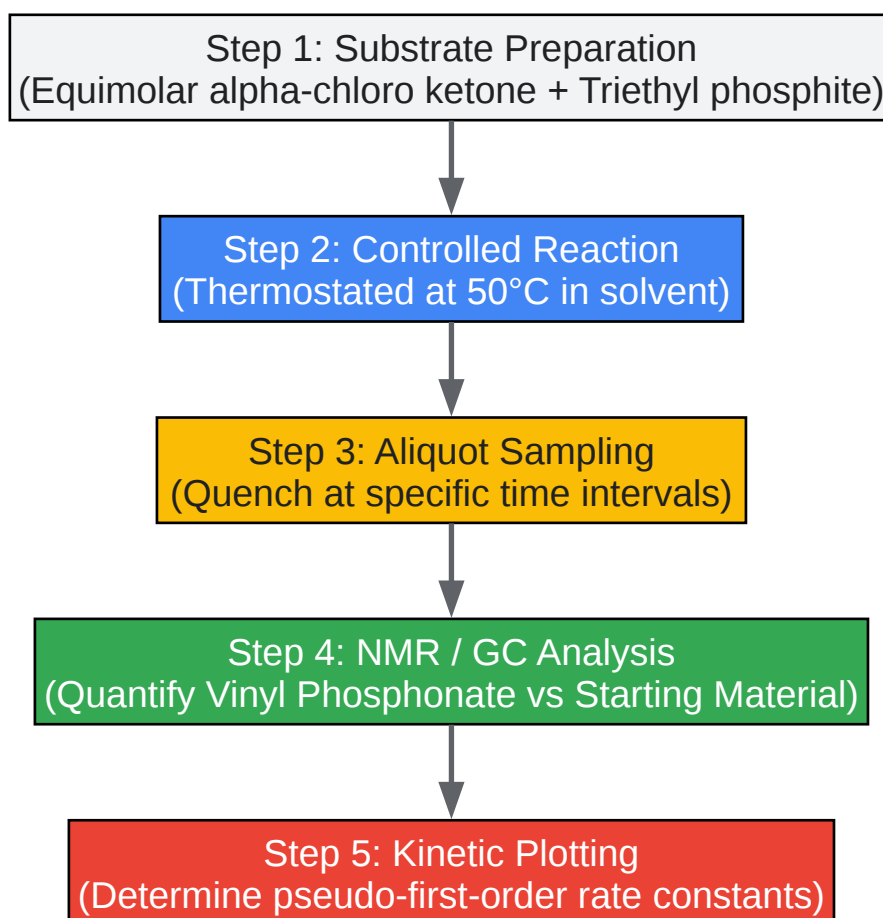 Step 1: Substrate Preparation
(Equimolar alpha-chloro ketone + Triethyl phosphite)
Step 2: Controlled Reaction
(Thermostated at 50°C in solvent)
Step 3: Aliquot Sampling
(Quench at specific time intervals)
Step 4: NMR / GC Analysis
(Quantify Vinyl Phosphonate vs Starting Material)
Step 5: Kinetic Plotting
(Determine pseudo-first-order rate constants)